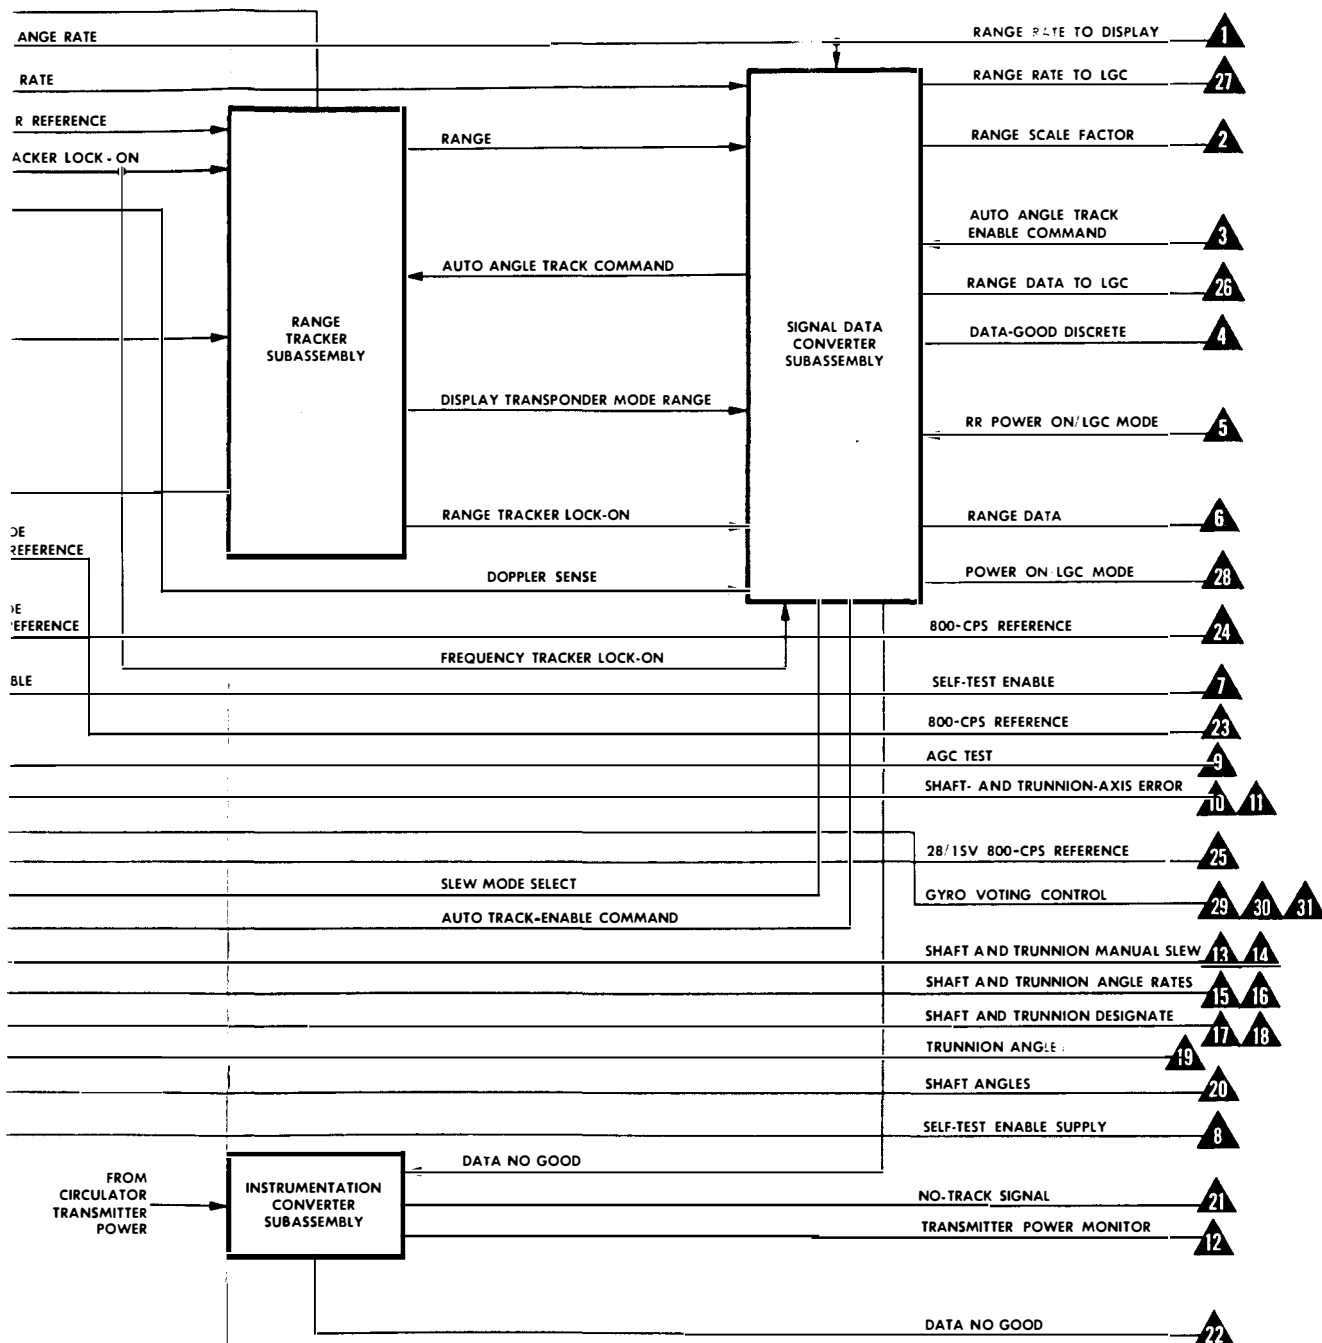 ANGE RATE
RANGE RATE TO DISPLAY
1
RATE
RANGE RATE TO LGC
27
R REFERENCE
RANGE
RANGE SCALE FACTOR
2
ACKER LOCK-ON
AUTO ANGLE TRACK
ENABLE COMMAND
3
AUTO ANGLE TRACK COMMAND
RANGE DATA TO LGC
26
RANGE
TRACKER
SUBASSEMBLY
SIGNAL DATA
CONVERTER
SUBASSEMBLY
DATA-GOOD DISCRETE
4
DISPLAY TRANSPONDER MODE RANGE
RR POWER ON/LGC MODE
5
RANGE TRACKER LOCK-ON
RANGE DATA
6
DE
REFERENCE
DOPPLER SENSE
POWER ON LGC MODE
28
DE
EFERENCE
800-CPS REFERENCE
24
FREQUENCY TRACKER LOCK-ON
BLE
SELF-TEST ENABLE
7
800-CPS REFERENCE
23
AGC TEST
9
SHAFT- AND TRUNNION-AXIS ERROR
10 11
28/15V 800-CPS REFERENCE
25
SLEW MODE SELECT
GYRO VOTING CONTROL
29 30 31
AUTO TRACK-ENABLE COMMAND
SHAFT AND TRUNNION MANUAL SLEW
13 14
SHAFT AND TRUNNION ANGLE RATES
15 16
SHAFT AND TRUNNION DESIGNATE
17 18
TRUNNION ANGLE
19
SHAFT ANGLES
20
SELF-TEST ENABLE SUPPLY
8
DATA NO GOOD
FROM
CIRCULATOR
TRANSMITTER
POWER
INSTRUMENTATION
CONVERTER
SUBASSEMBLY
NO-TRACK SIGNAL
21
TRANSMITTER POWER MONITOR
12
DATA NO GOOD
22